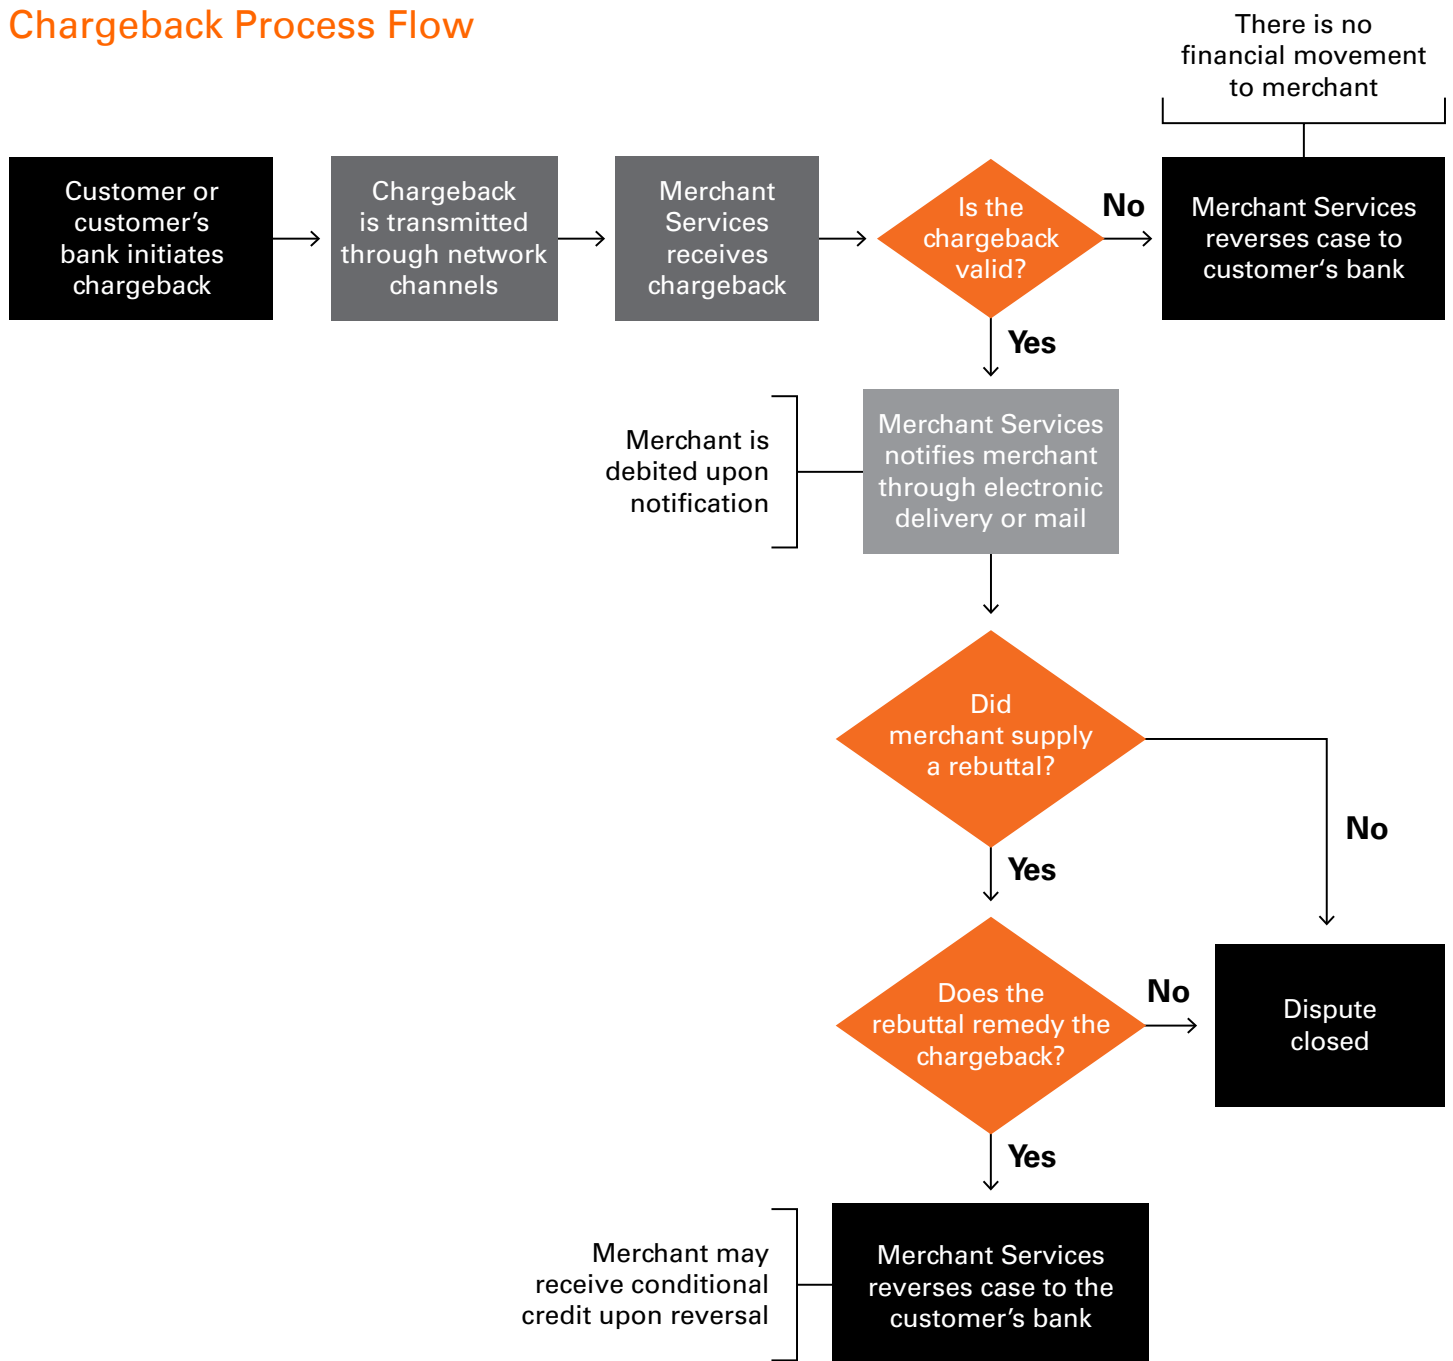 Chargeback Process Flow
There is no
financial movement
to merchant
Customer or
customer’s
bank initiates
chargeback
Chargeback
is transmitted
through network
channels
Merchant
Services
receives
chargeback
Is the
chargeback
valid?
No
Merchant Services
reverses case to
customer‘s bank
Yes
Merchant is
debited upon
notification
Merchant Services
notifies merchant
through electronic
delivery or mail
Did
merchant supply
a rebuttal?
No
Yes
Does the
rebuttal remedy the
chargeback?
No
Dispute
closed
Yes
Merchant may
receive conditional
credit upon reversal
Merchant Services
reverses case to the
customer’s bank